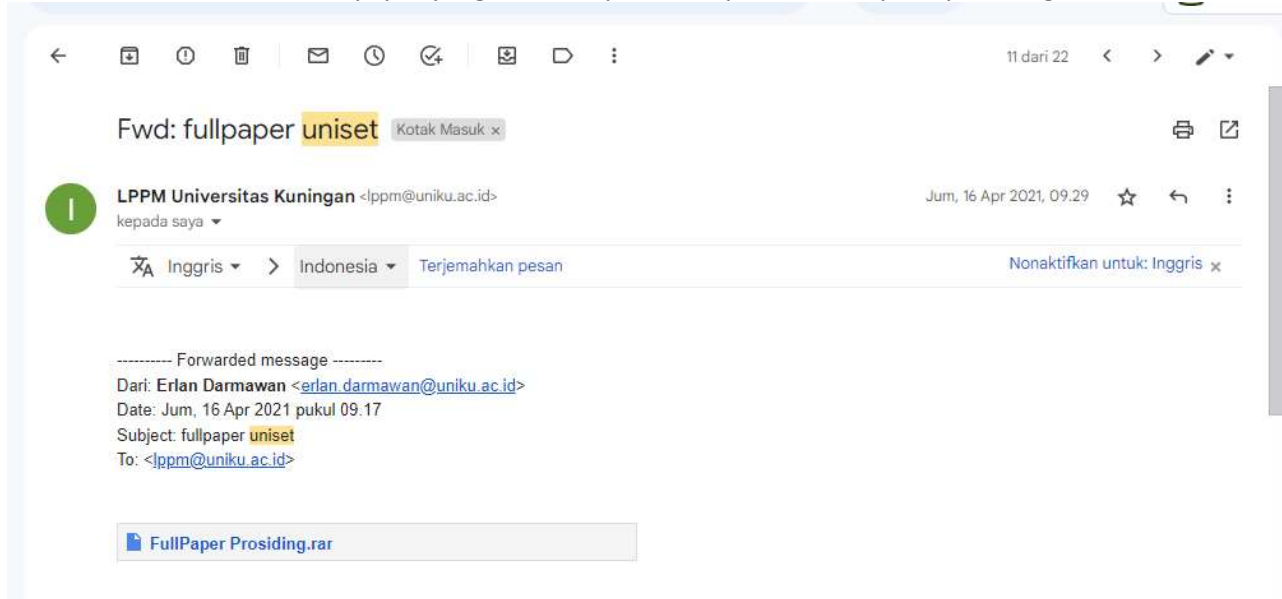 11 dari 22
Fwd: fullpaper uniset Kotak Masuk x
LPPM Universitas Kuningan <lppm@uniku.ac.id> Jum, 16 Apr 2021, 09.29
I
kepada saya
Inggris > Indonesia Terjemahkan pesan Nonaktifkan untuk: Inggris x
---------- Forwarded message ---------
Dari: Erlan Darmawan <erlan.darmawan@uniku.ac.id>
Date: Jum, 16 Apr 2021 pukul 09.17
Subject: fullpaper uniset
To: <lppm@uniku.ac.id>
FullPaper Prosiding.rar